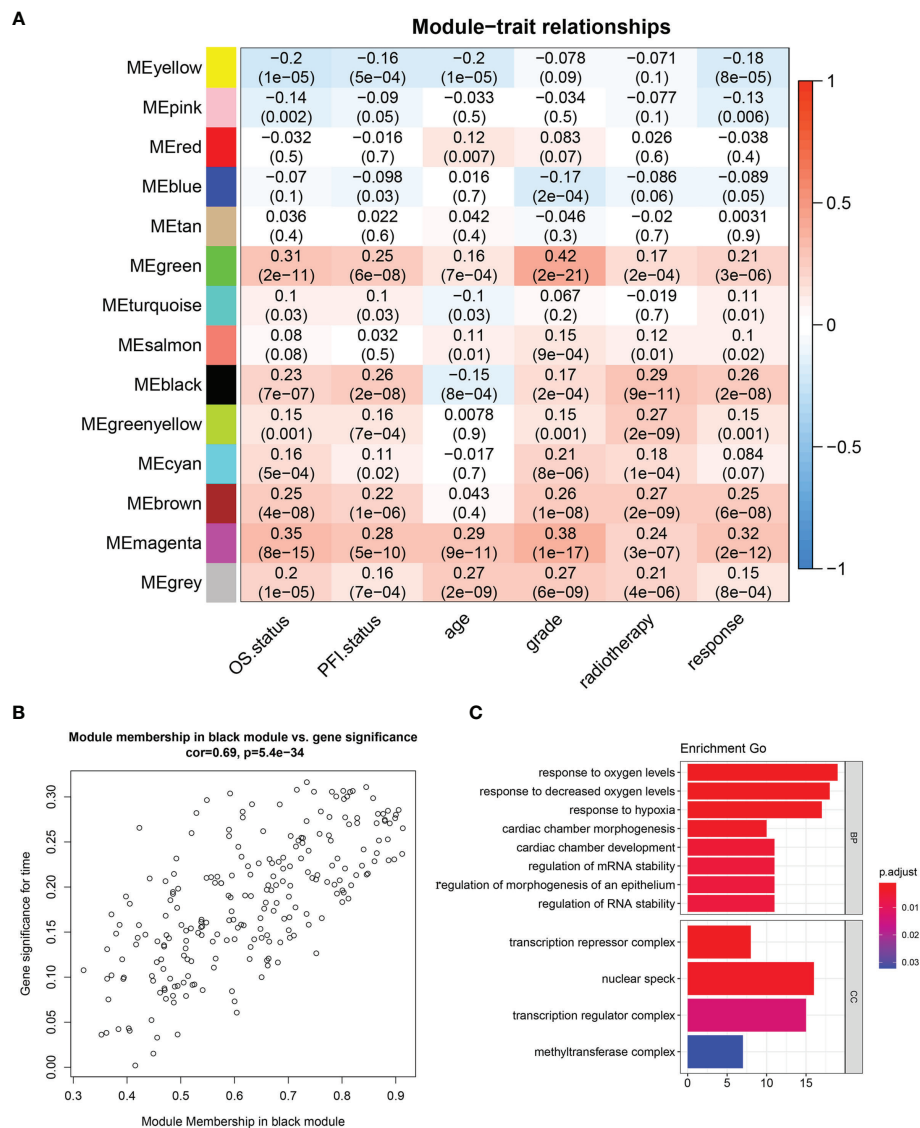 A
Module−trait relationships
MEyellow −0.2 −0.16 −0.2 −0.078 −0.071 −0.18
(1e−05) (5e−04) (1e−05) (0.09) (0.1) (8e−05)
MEpink −0.14 −0.09 −0.033 −0.034 −0.077 −0.13
(0.002) (0.05) (0.5) (0.5) (0.1) (0.006)
MEred −0.032 −0.016 0.12 0.083 0.026 −0.038
(0.5) (0.7) (0.007) (0.07) (0.6) (0.4)
MEblue −0.07 −0.098 0.016 −0.17 −0.086 −0.089
(0.1) (0.03) (0.7) (2e−04) (0.06) (0.05)
MEtan 0.036 0.022 0.042 −0.046 −0.02 0.0031
(0.4) (0.6) (0.4) (0.3) (0.7) (0.9)
MEgreen 0.31 0.25 0.16 0.42 0.17 0.21
(2e−11) (6e−08) (7e−04) (2e−21) (2e−04) (3e−06)
MEturquoise 0.1 0.1 −0.1 0.067 −0.019 0.11
(0.03) (0.03) (0.03) (0.2) (0.7) (0.01)
MEsalmon 0.08 0.032 0.11 0.15 0.12 0.1
(0.08) (0.5) (0.01) (9e−04) (0.01) (0.02)
MEblack 0.23 0.26 −0.15 0.17 0.29 0.26
(7e−07) (2e−08) (8e−04) (2e−04) (9e−11) (2e−08)
MEgreenyellow 0.15 0.16 0.0078 0.15 0.27 0.15
(0.001) (7e−04) (0.9) (0.001) (2e−09) (0.001)
MEcyan 0.16 0.11 −0.017 0.21 0.18 0.084
(5e−04) (0.02) (0.7) (8e−06) (1e−04) (0.07)
MEbrown 0.25 0.22 0.043 0.26 0.27 0.25
(4e−08) (1e−06) (0.4) (1e−08) (2e−09) (6e−08)
MEmagenta 0.35 0.28 0.29 0.38 0.24 0.32
(8e−15) (5e−10) (9e−11) (1e−17) (3e−07) (2e−12)
MEgrey 0.2 0.16 0.27 0.27 0.21 0.15
(1e−05) (7e−04) (2e−09) (6e−09) (4e−06) (8e−04)
OS.status PFI.status age grade radiotherapy response
1
0.5
0
−0.5
−1
B
Module membership in black module vs. gene significance
cor=0.69, p=5.4e−34
Gene significance for time
0.30
0.25
0.20
0.15
0.10
0.05
0.00
0.3 0.4 0.5 0.6 0.7 0.8 0.9
Module Membership in black module
C
Enrichment Go
response to oxygen levels
response to decreased oxygen levels
response to hypoxia
cardiac chamber morphogenesis
cardiac chamber development
regulation of mRNA stability
regulation of morphogenesis of an epithelium
regulation of RNA stability
BP
transcription repressor complex
nuclear speck
transcription regulator complex
methyltransferase complex
CC
0 5 10 15
p.adjust
0.01
0.02
0.03